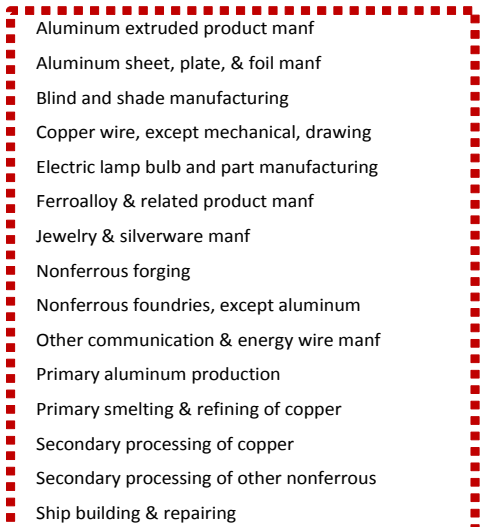 Aluminum extruded product manf
Aluminum sheet, plate, & foil manf
Blind and shade manufacturing
Copper wire, except mechanical, drawing
Electric lamp bulb and part manufacturing
Ferroalloy & related product manf
Jewelry & silverware manf
Nonferrous forging
Nonferrous foundries, except aluminum
Other communication & energy wire manf
Primary aluminum production
Primary smelting & refining of copper
Secondary processing of copper
Secondary processing of other nonferrous
Ship building & repairing